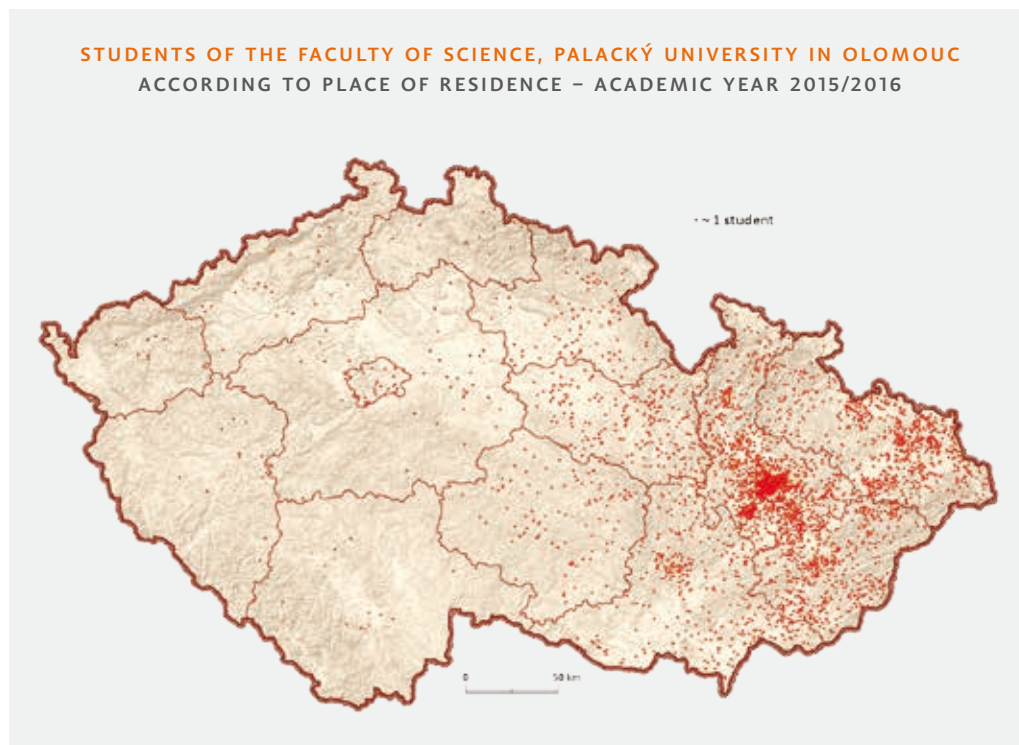 STUDENTS OF THE FACULTY OF SCIENCE, PALACKÝ UNIVERSITY IN OLOMOUC
ACCORDING TO PLACE OF RESIDENCE – ACADEMIC YEAR 2015/2016
· ~ 1 student
0 50 km